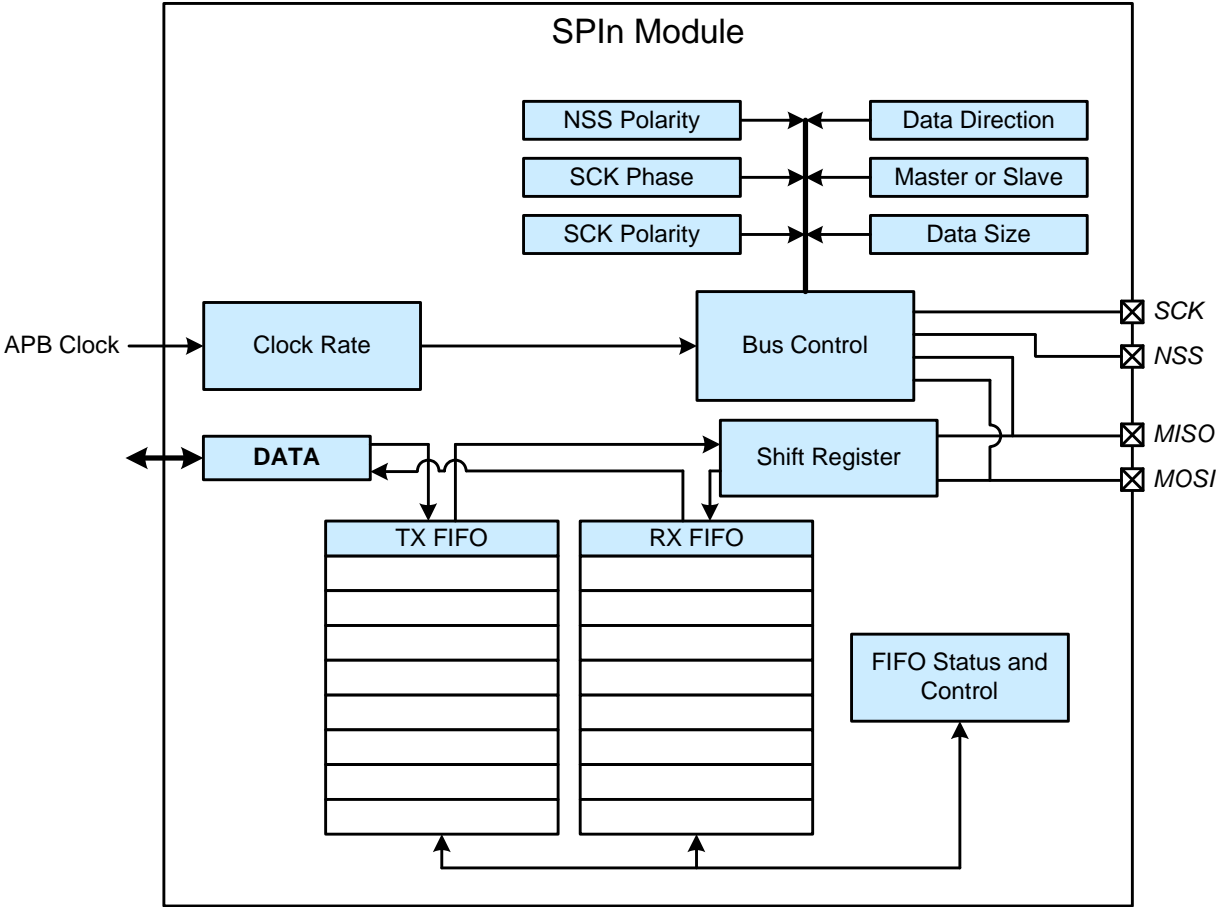 SPIn Module
NSS Polarity
Data Direction
SCK Phase
Master or Slave
SCK Polarity
Data Size
APB Clock
Clock Rate
Bus Control
SCK
NSS
DATA
Shift Register
MISO
MOSI
TX FIFO
RX FIFO
FIFO Status and
Control